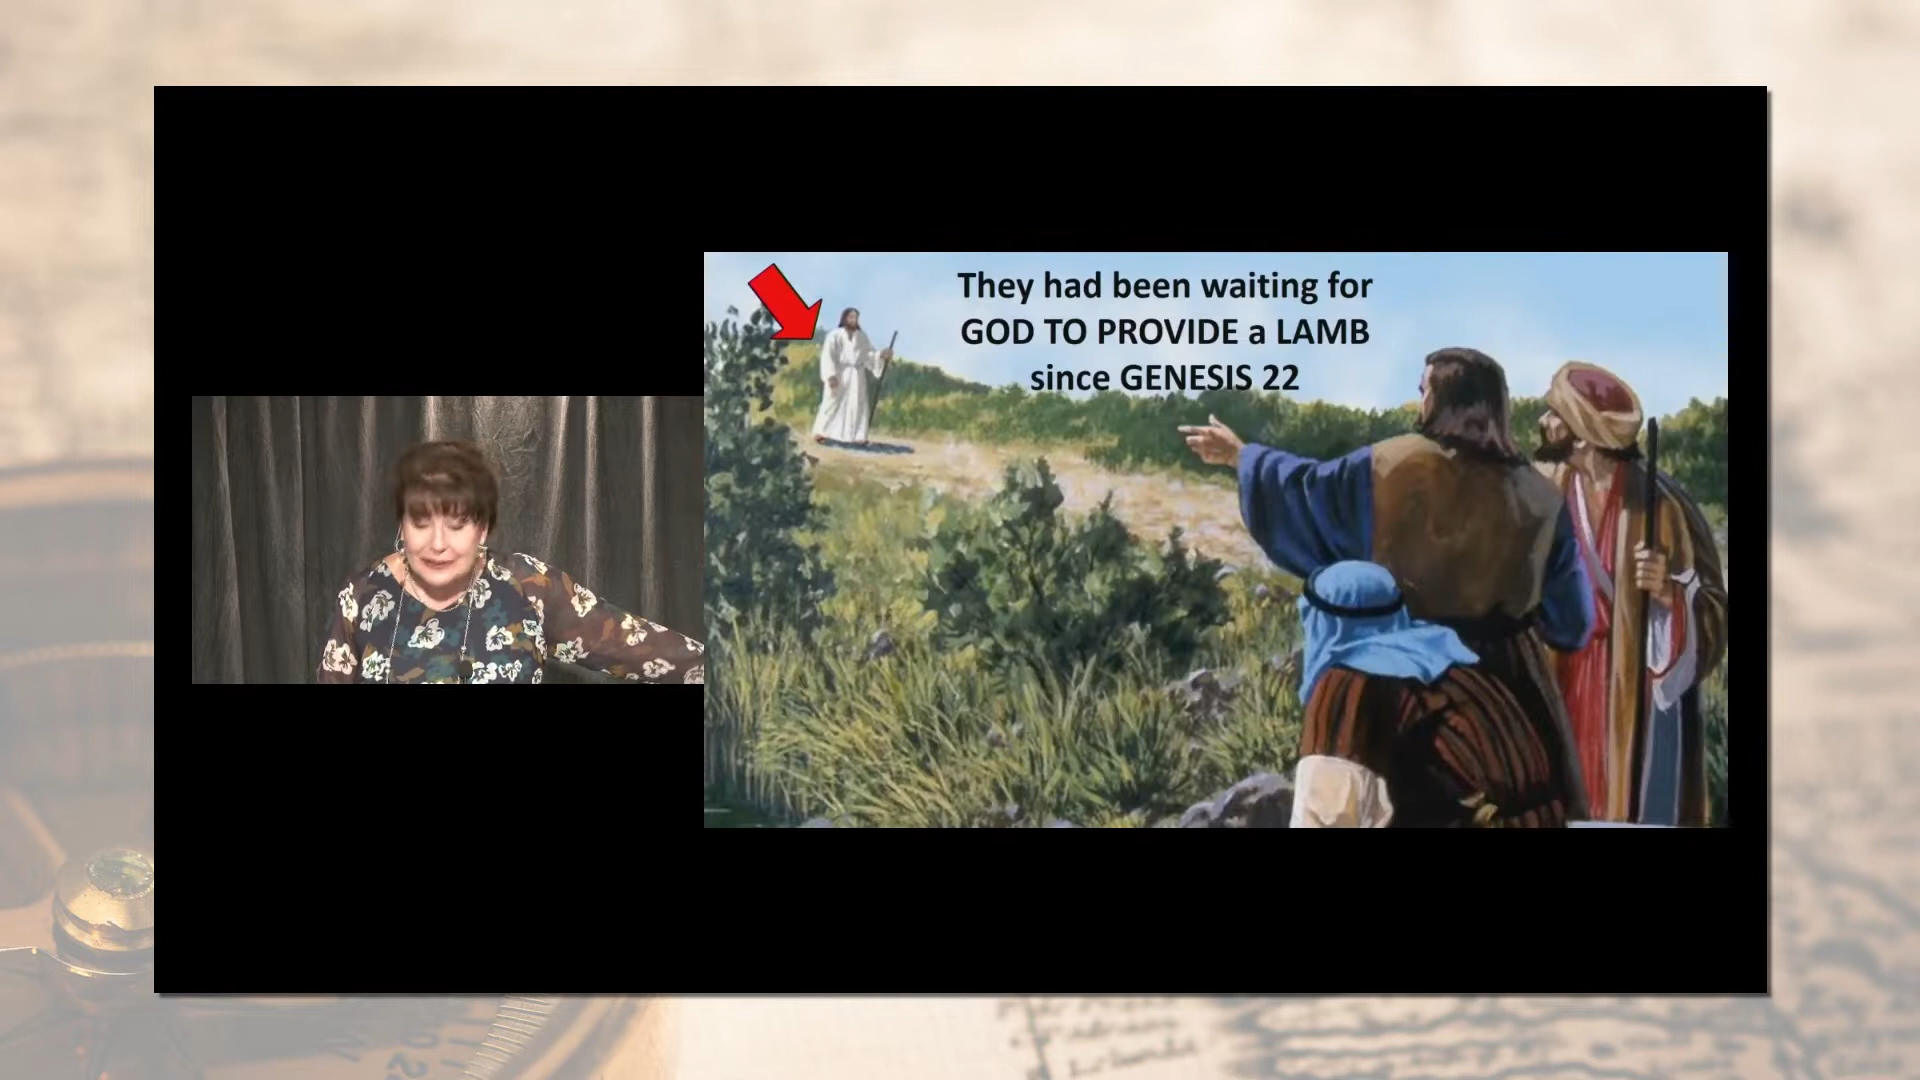 They had been waiting for
GOD TO PROVIDE a LAMB
since GENESIS 22